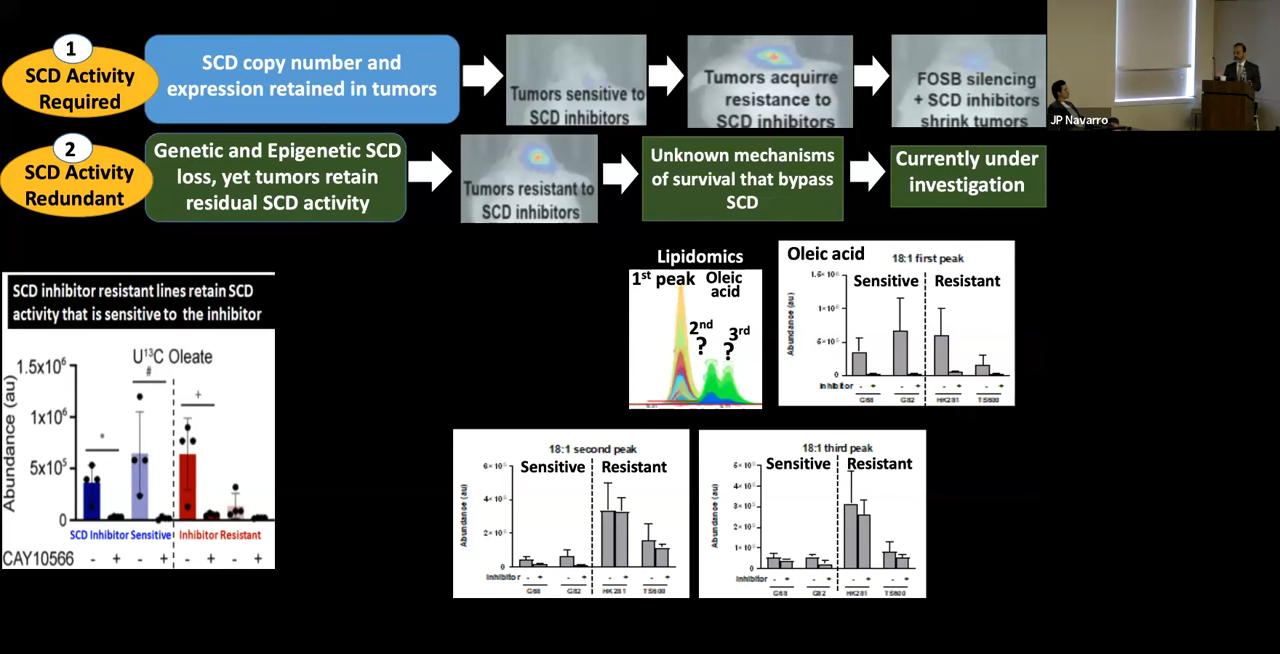 1
SCD Activity
Required
SCD copy number and
expression retained in tumors
Tumors sensitive to
SCD inhibitors
Tumors acquirre
resistance to
SCD inhibitors
FOSB silencing
+ SCD inhibitors
shrink tumors
JP Navarro
2
SCD Activity
Redundant
Genetic and Epigenetic SCD
loss, yet tumors retain
residual SCD activity
Tumors resistant to
SCD inhibitors
Unknown mechanisms
of survival that bypass
SCD
Currently under
investigation
SCD inhibitor resistant lines retain SCD
activity that is sensitive to the inhibitor
U¹³C Oleate
Abundance (au)
1.5x10⁶
1x10⁶
5x10⁵
0
* # +
SCD Inhibitor Sensitive
Inhibitor Resistant
CAY10566 - + - + - + - +
Lipidomics
1st peak
Oleic
acid
2nd
?
3rd
?
Oleic acid
18:1 first peak
Sensitive
Resistant
Abundance (au)
0
Inhibitor - + - + - + - +
G68 G82 HK281 TS600
18:1 second peak
Sensitive
Resistant
Abundance (au)
0
Inhibitor - + - + - + - +
G68 G82 HK281 TS600
18:1 third peak
Sensitive
Resistant
Abundance (au)
0
Inhibitor - + - + - + - +
G68 G82 HK281 TS600